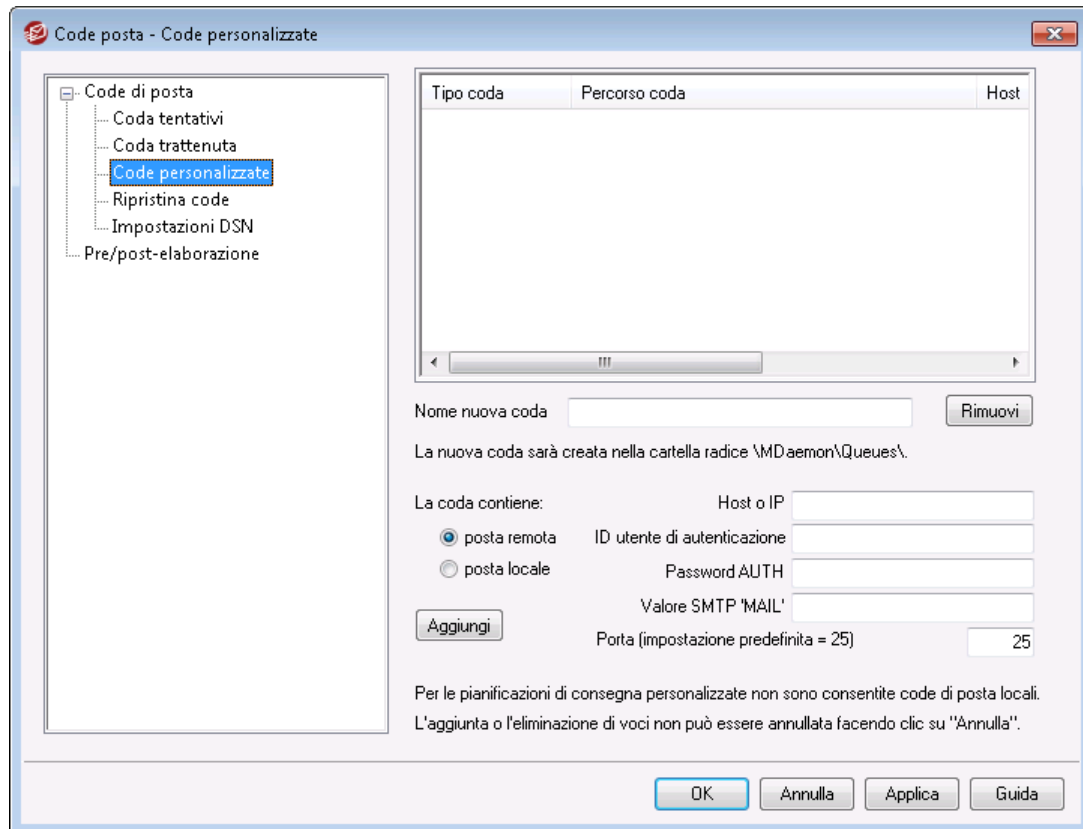 Code posta - Code personalizzate
Code di posta
Coda tentativi
Coda trattenuta
Code personalizzate
Ripristina code
Impostazioni DSN
Pre/post-elaborazione
Tipo coda Percorso coda Host
Nome nuova coda Rimuovi
La nuova coda sarà creata nella cartella radice \MDaemon\Queues\.
La coda contiene: Host o IP
posta remota ID utente di autenticazione
posta locale Password AUTH
Valore SMTP 'MAIL'
Aggiungi Porta (impostazione predefinita = 25) 25
Per le pianificazioni di consegna personalizzate non sono consentite code di posta locali.
L'aggiunta o l'eliminazione di voci non può essere annullata facendo clic su "Annulla".
OK Annulla Applica Guida